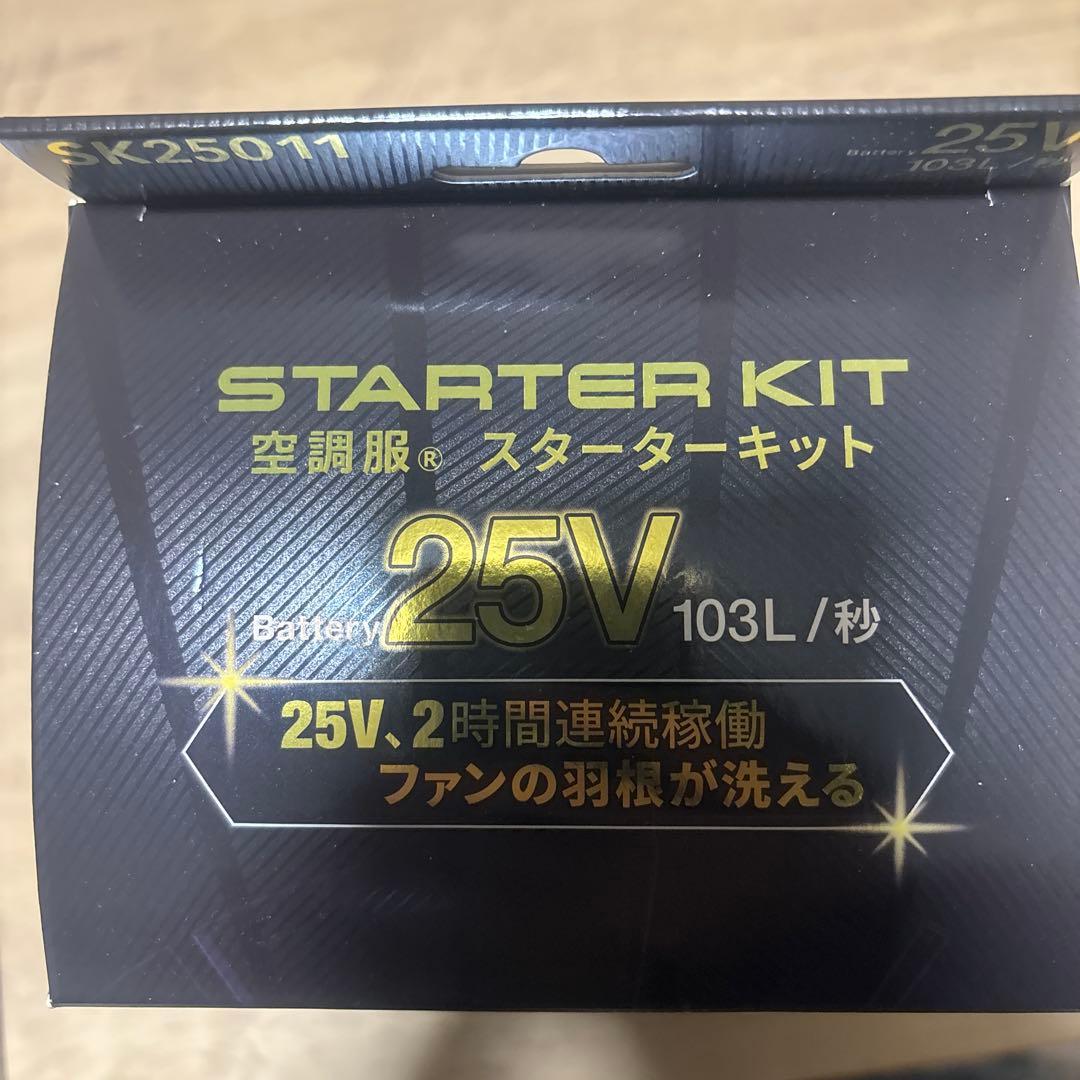 SK25011
Battery 25V
103L/秒
STARTER KIT
空調服® スターターキット
Battery 25V 103L/秒
25V、2時間連続稼働
ファンの羽根が洗える